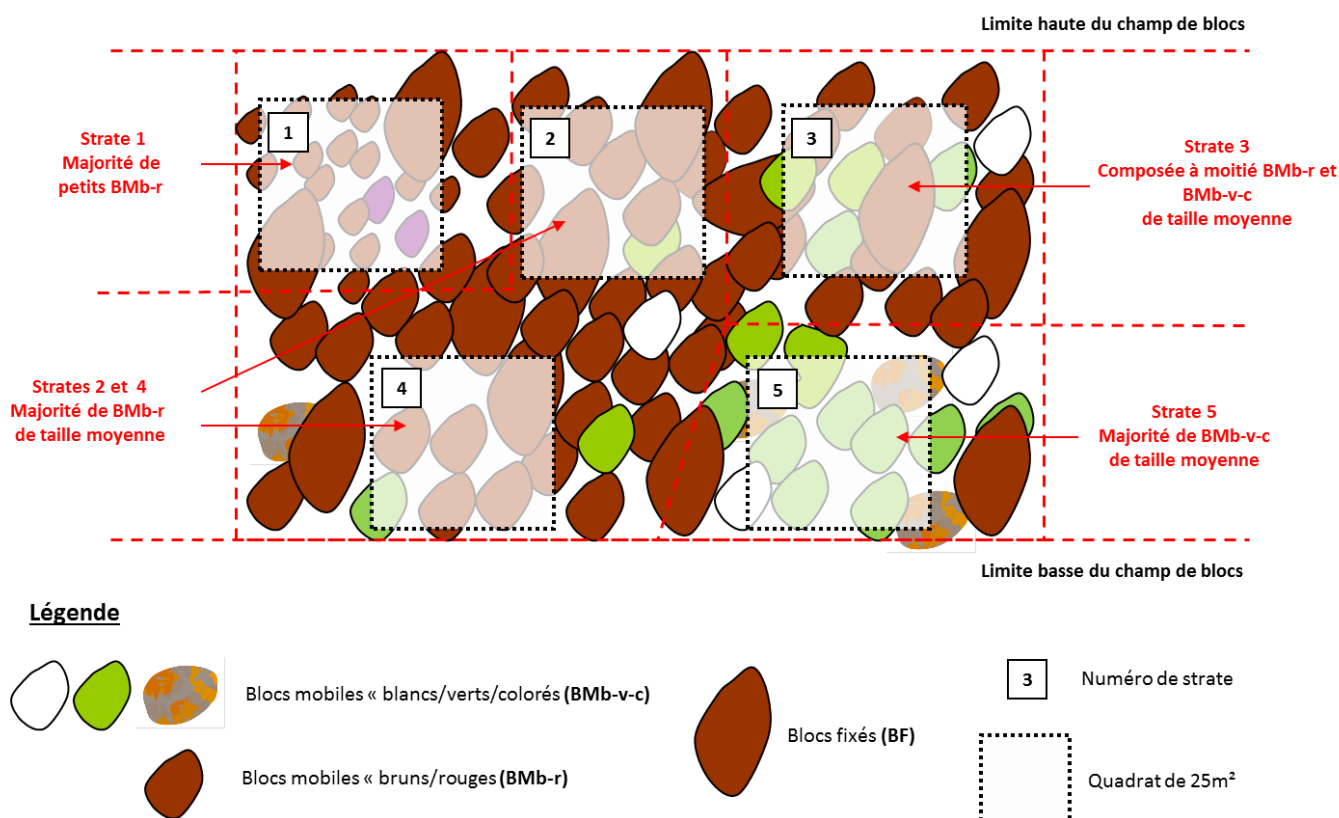 Limite haute du champ de blocs
Strate 1
Majorité de
petits BMb-r
1
2
3
Strate 3
Composée à moitié BMb-r et
BMb-v-c
de taille moyenne
Strates 2 et 4
Majorité de BMb-r
de taille moyenne
4
5
Strate 5
Majorité de BMb-v-c
de taille moyenne
Limite basse du champ de blocs
Légende
Blocs mobiles « blancs/verts/colorés (BMb-v-c)
Blocs mobiles « bruns/rouges (BMb-r)
Blocs fixés (BF)
3
Numéro de strate
Quadrat de 25m²